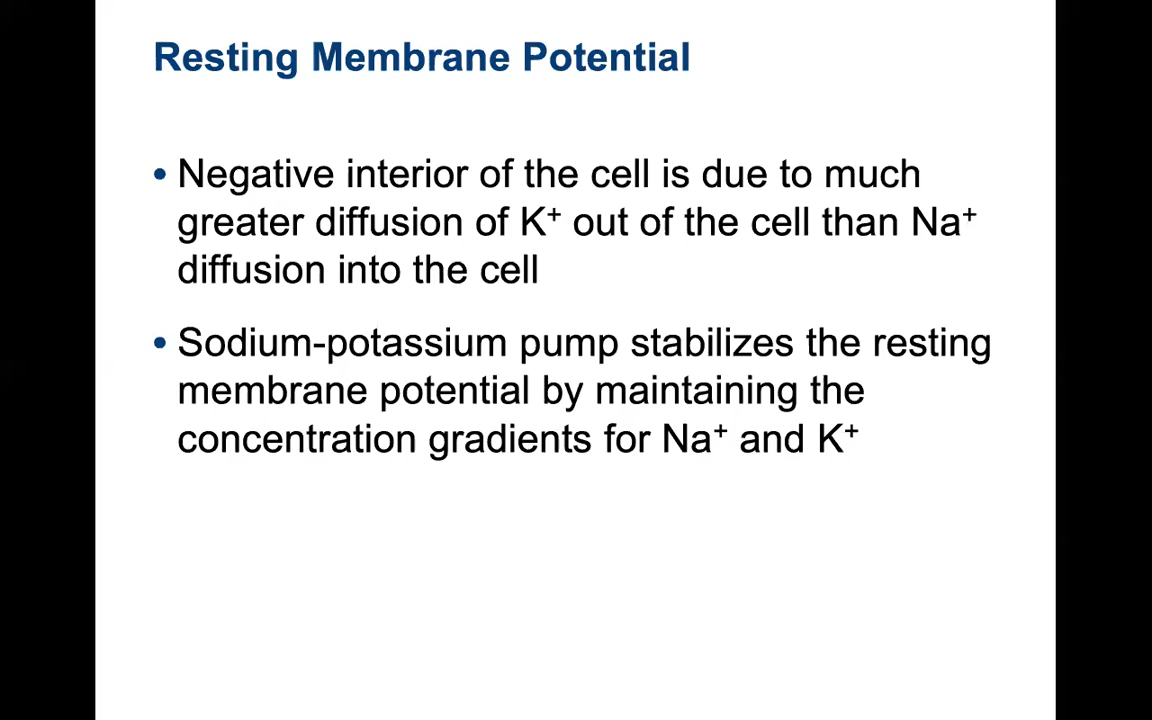 Resting Membrane Potential
• Negative interior of the cell is due to much
greater diffusion of K⁺ out of the cell than Na⁺
diffusion into the cell
• Sodium-potassium pump stabilizes the resting
membrane potential by maintaining the
concentration gradients for Na⁺ and K⁺